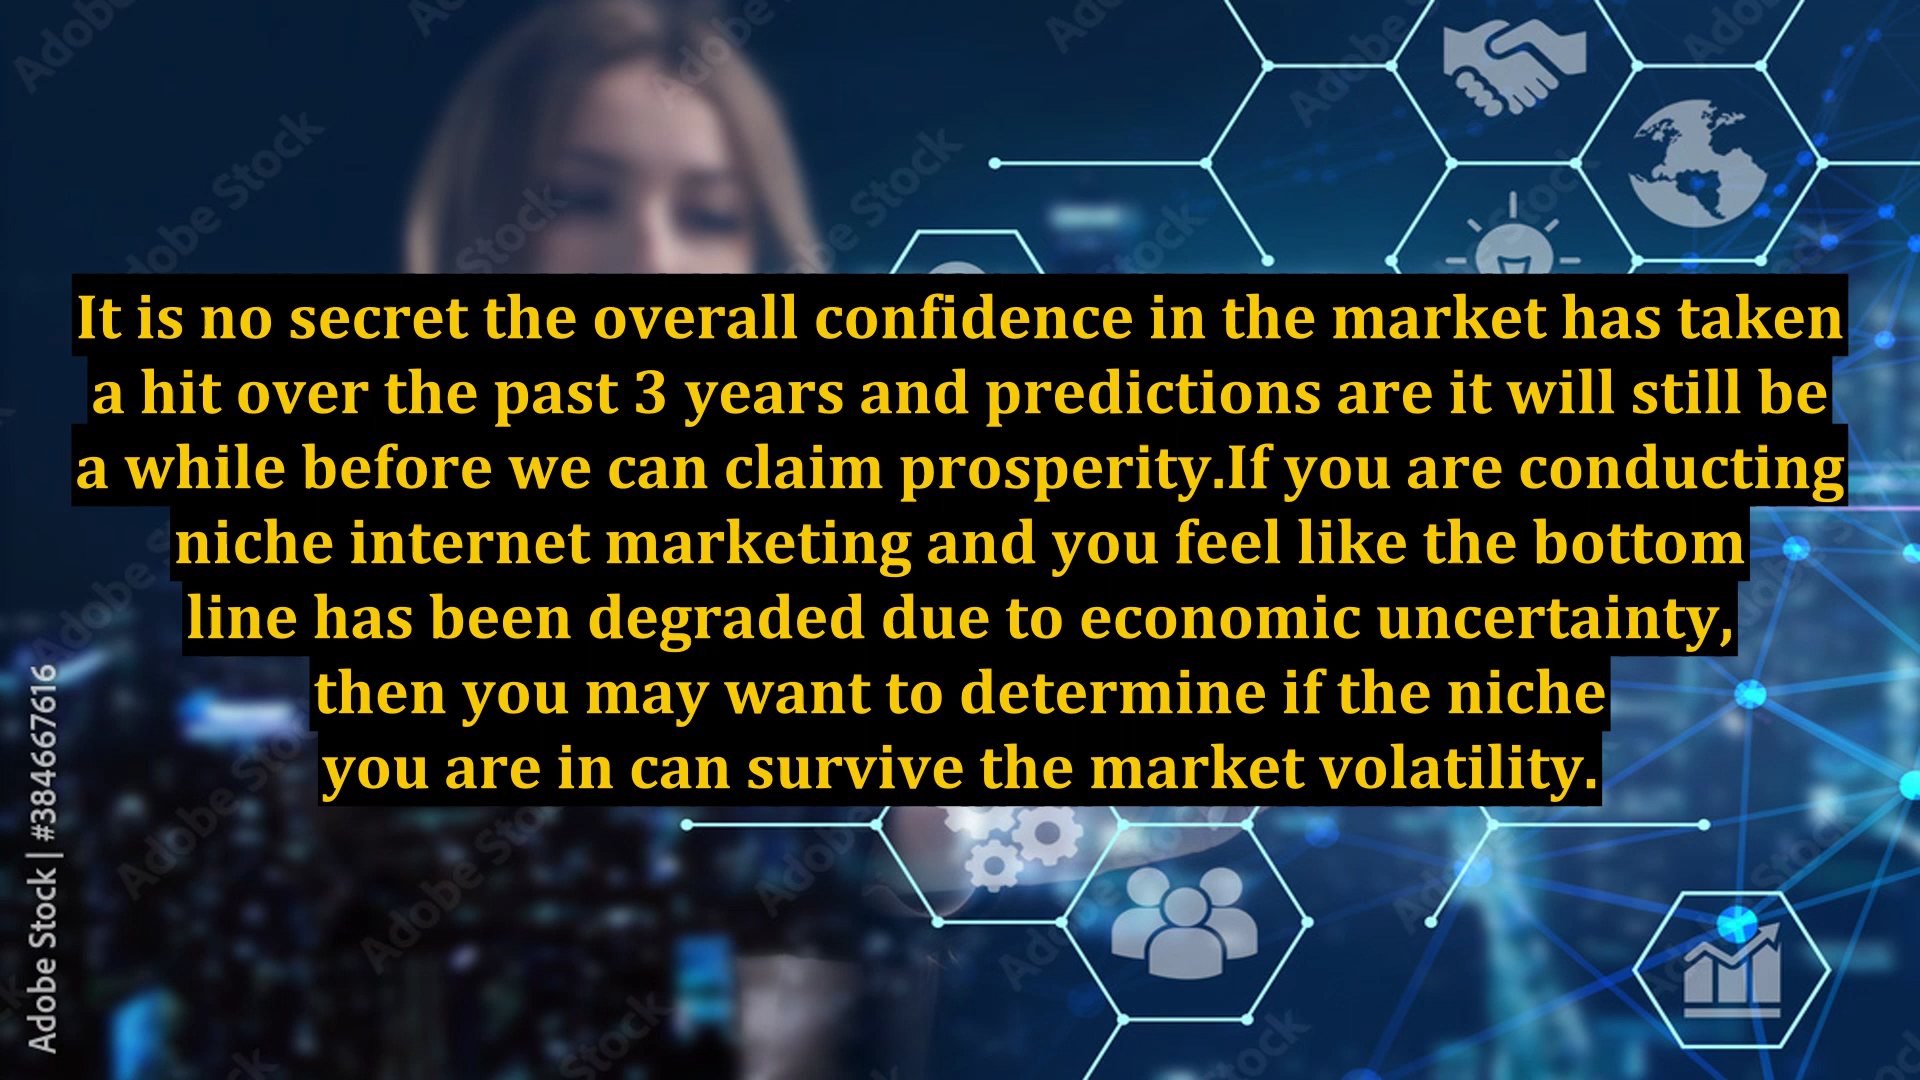 It is no secret the overall confidence in the market has taken
a hit over the past 3 years and predictions are it will still be
a while before we can claim prosperity.If you are conducting
niche internet marketing and you feel like the bottom
line has been degraded due to economic uncertainty,
then you may want to determine if the niche
you are in can survive the market volatility.
Adobe Stock | #384667616